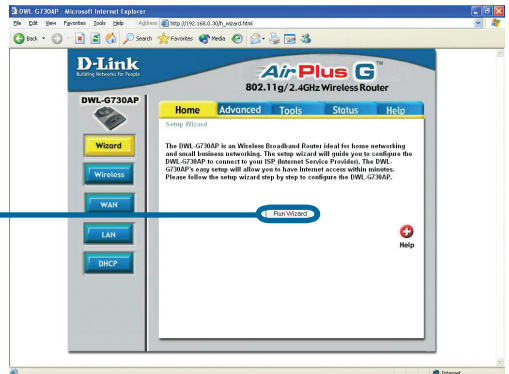 DWL-G730AP - Microsoft Internet Explorer
File Edit View Favorites Tools Help Address http://192.168.0.30/h_wizard.html
Back Search Favorites Media
D-Link
Building Networks for People
Air Plus G™
802.11g/2.4GHz Wireless Router
DWL-G730AP
Home Advanced Tools Status Help
Wizard
Wireless
WAN
LAN
DHCP
Setup Wizard
The DWL-G730AP is an Wireless Broadband Router ideal for home networking
and small business networking. The setup wizard will guide you to configure the
DWL-G730AP to connect to your ISP (Internet Service Provider). The DWL-
G730AP's easy setup will allow you to have Internet access within minutes.
Please follow the setup wizard step by step to configure the DWL-G730AP.
Run Wizard
Help
Internet